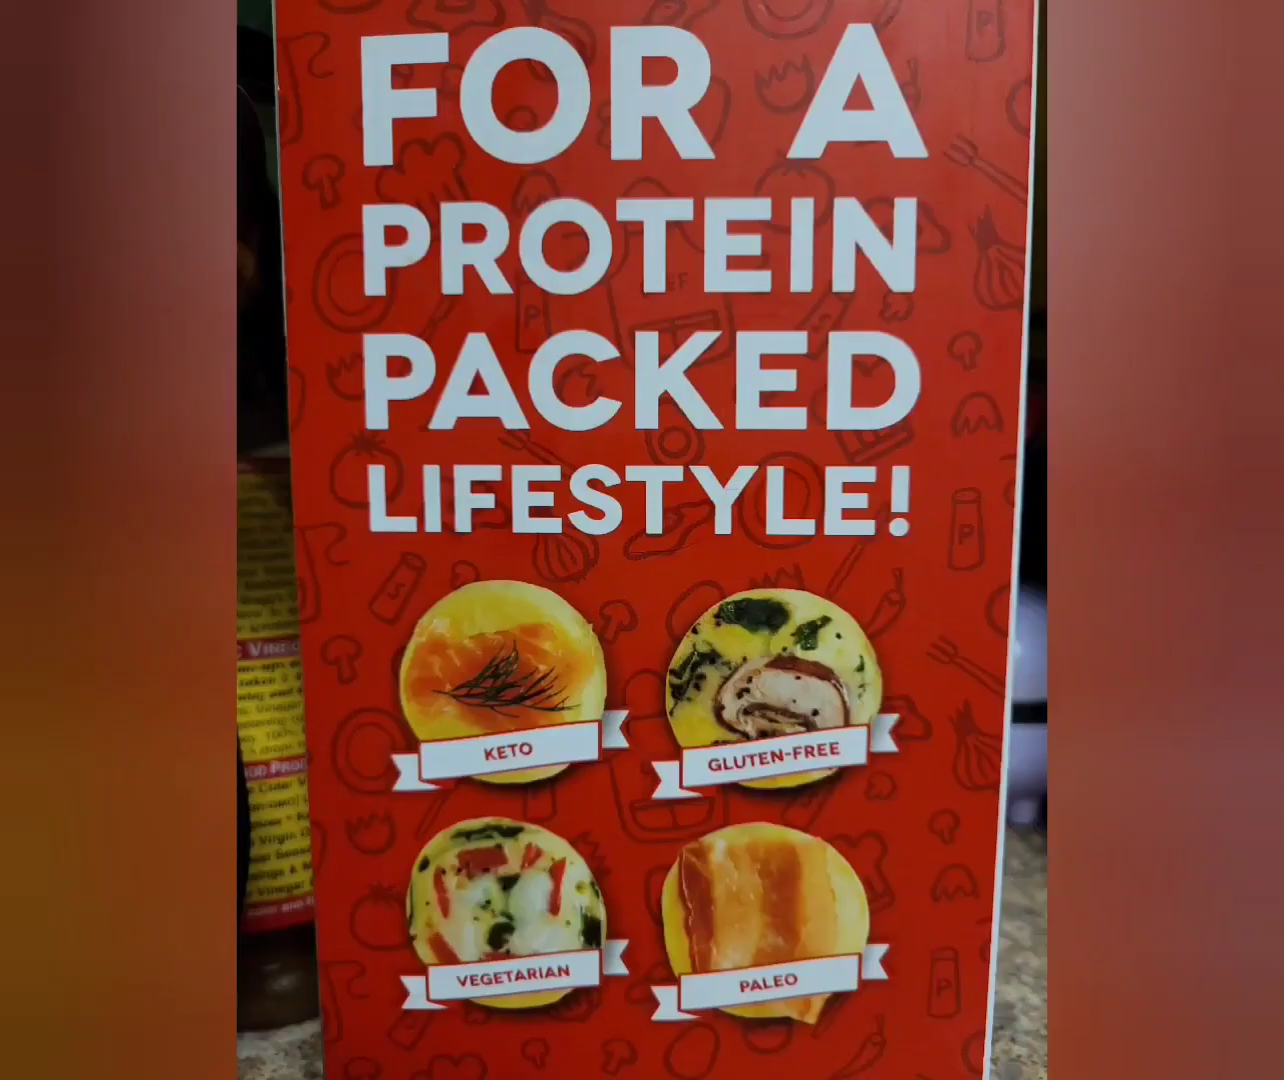 FOR A
PROTEIN
PACKED
LIFESTYLE!
KETO
GLUTEN-FREE
VEGETARIAN
PALEO